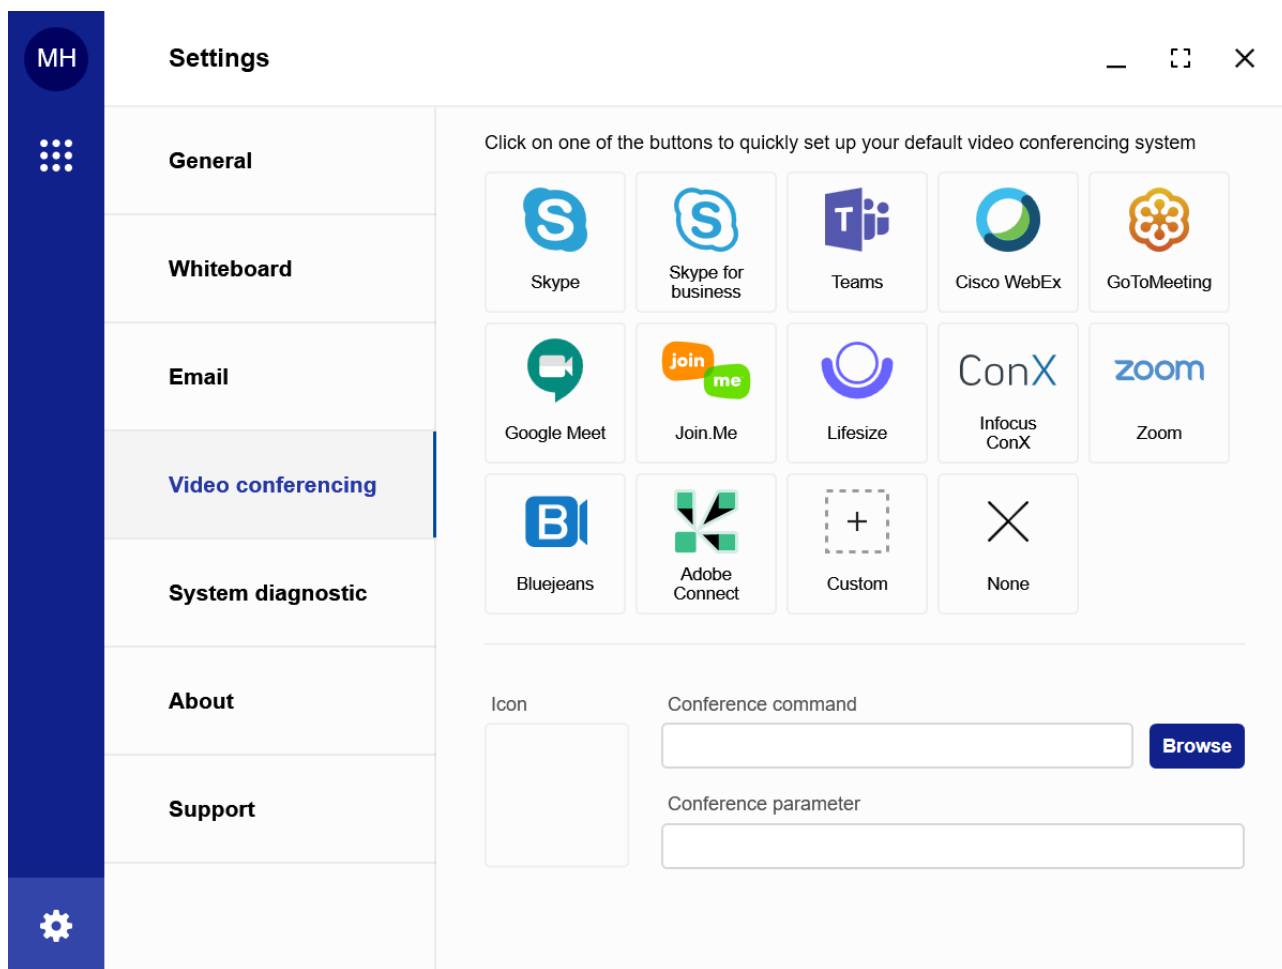 MH
Settings
General
Whiteboard
Email
Video conferencing
System diagnostic
About
Support
Click on one of the buttons to quickly set up your default video conferencing system
S
Skype
S
Skype for
business
T
Teams
Cisco WebEx
GoToMeeting
Google Meet
join
me
Join.Me
Lifesize
ConX
Infocus
ConX
zoom
Zoom
B
Bluejeans
Adobe
Connect
Custom
None
Icon
Conference command
Browse
Conference parameter